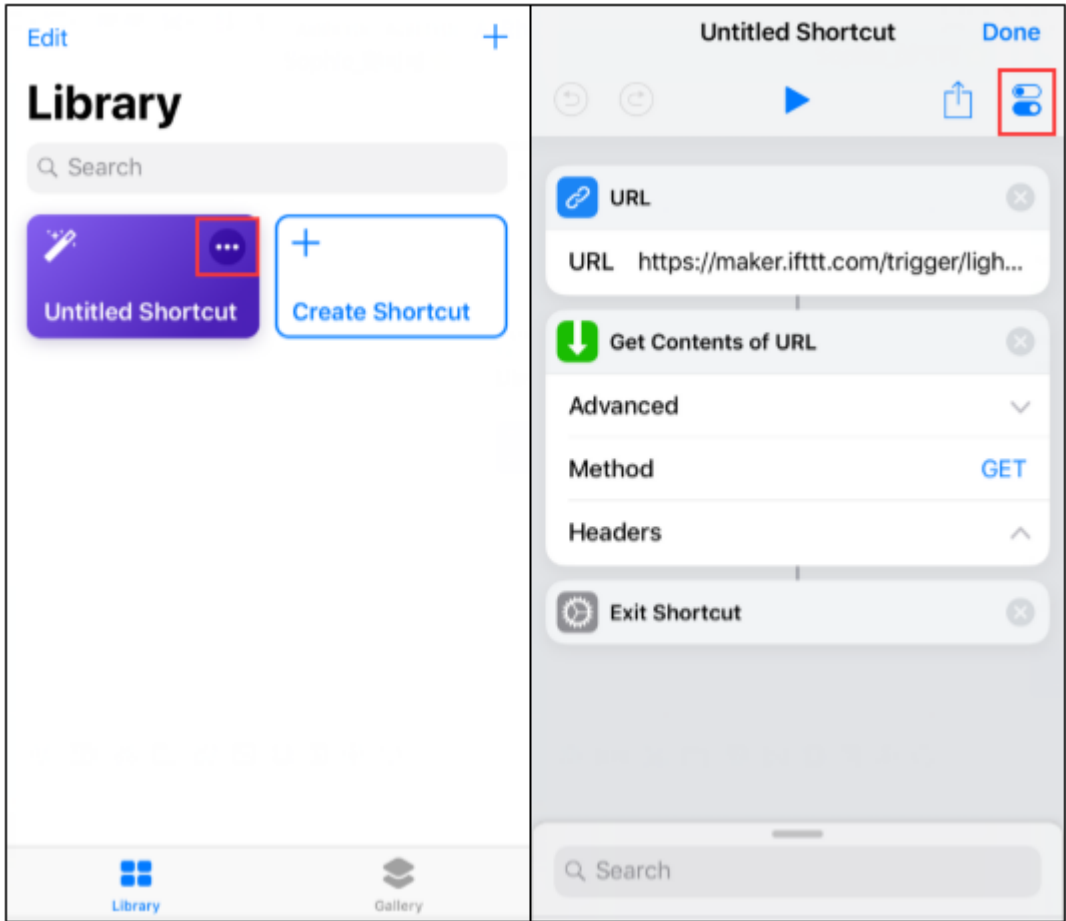 Edit
Library
Search
Untitled Shortcut
Create Shortcut
Library
Gallery
Untitled Shortcut
Done
URL
URL https://maker.ifttt.com/trigger/ligh...
Get Contents of URL
Advanced
Method GET
Headers
Exit Shortcut
Search